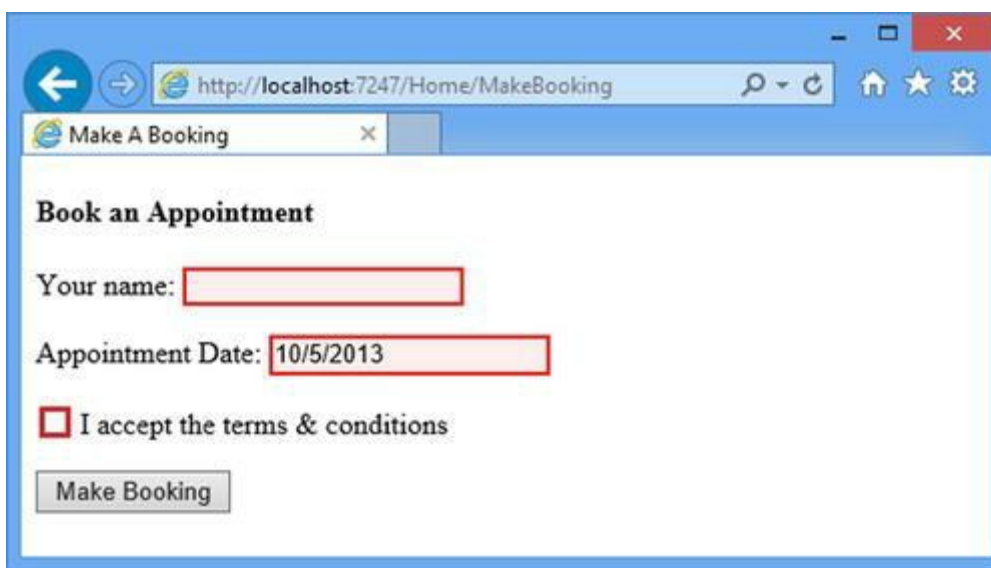 http://localhost:7247/Home/MakeBooking
Make A Booking
Book an Appointment
Your name:
Appointment Date: 10/5/2013
I accept the terms & conditions
Make Booking